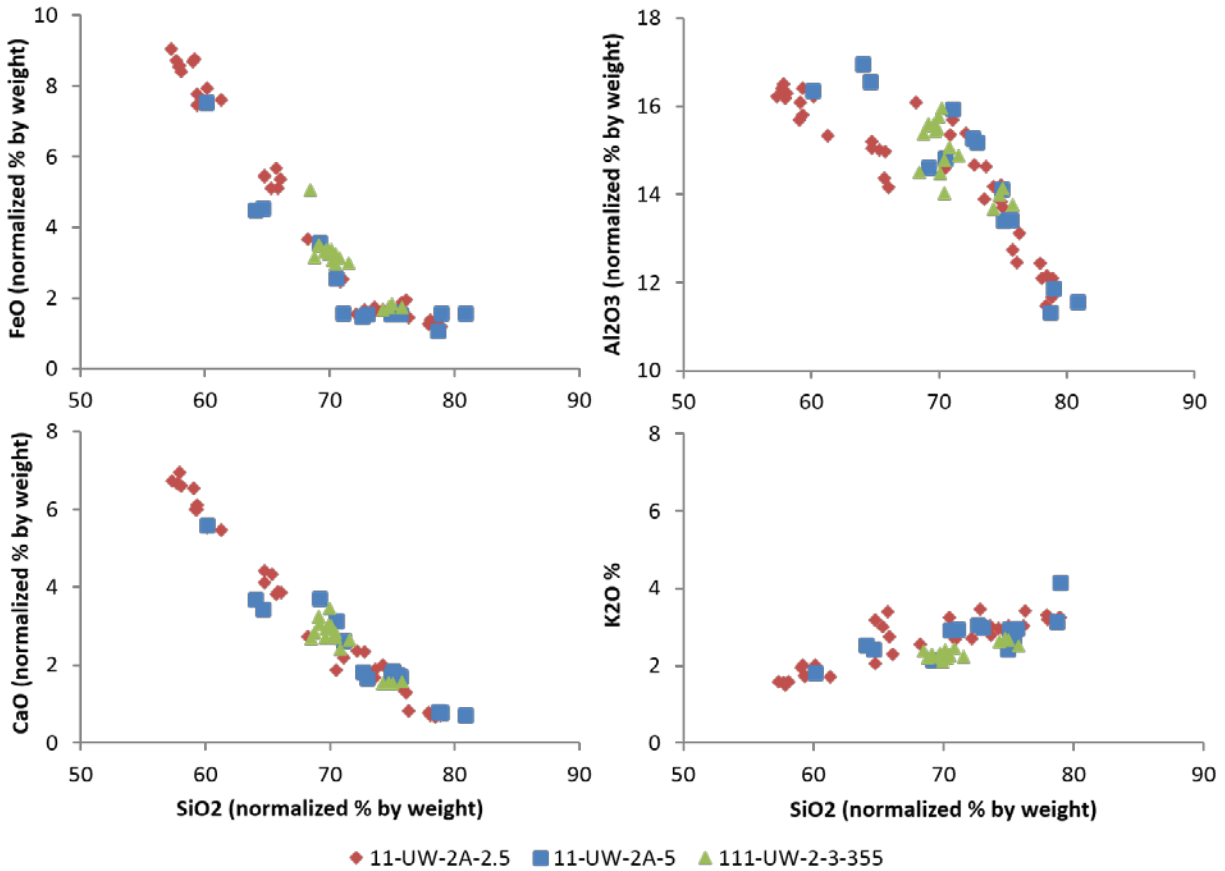 FeO (normalized % by weight)
10
8
6
4
2
0
50 60 70 80 90
Al2O3 (normalized % by weight)
18
16
14
12
10
50 60 70 80 90
CaO (normalized % by weight)
8
6
4
2
0
50 60 70 80 90
SiO2 (normalized % by weight)
K2O %
8
6
4
2
0
50 60 70 80 90
SiO2 (normalized % by weight)
11-UW-2A-2.5 11-UW-2A-5 111-UW-2-3-355